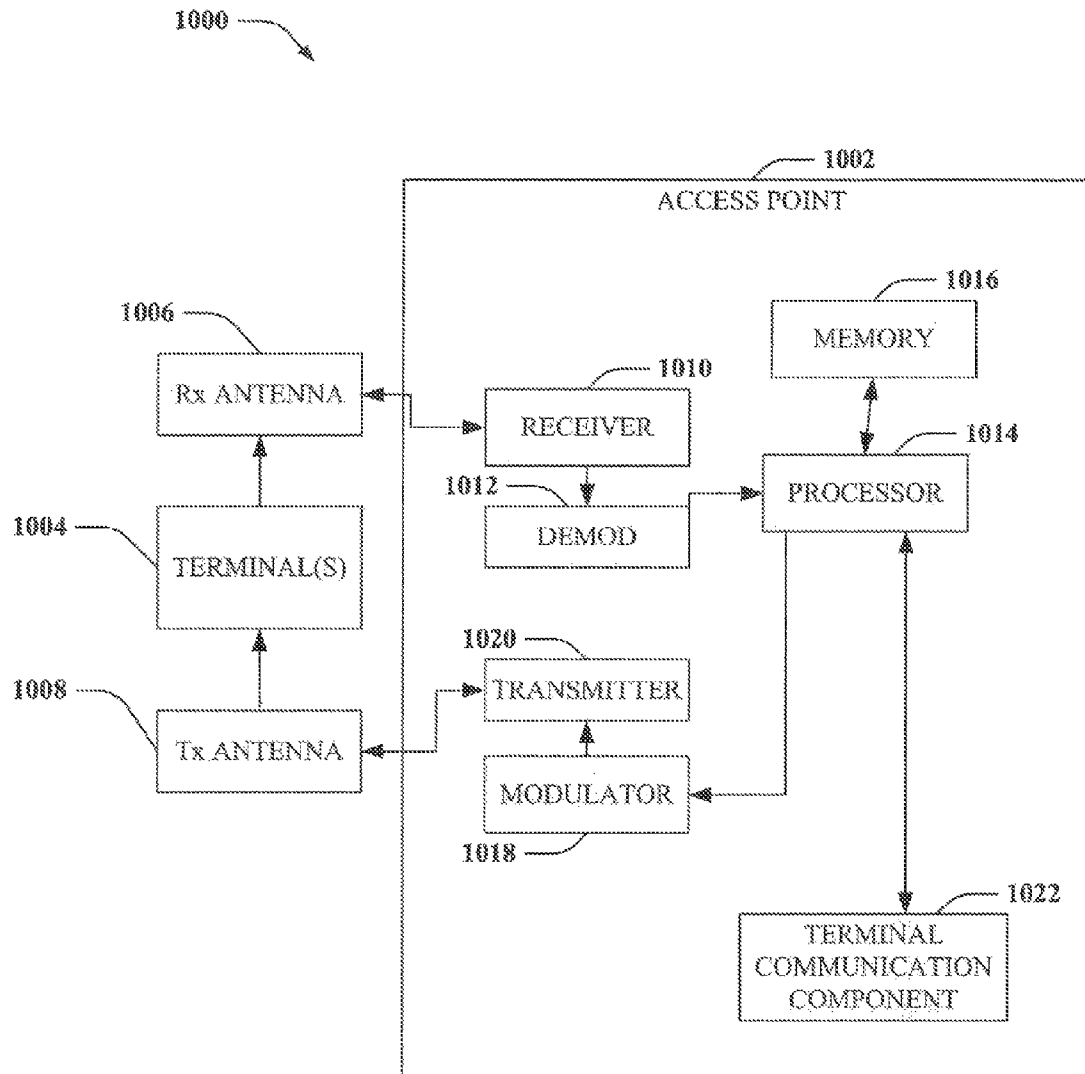 1000
1002
ACCESS POINT
1016
MEMORY
1006
Rx ANTENNA
1010
RECEIVER
1014
PROCESSOR
1012
DEMOD
1004
TERMINAL(S)
1020
TRANSMITTER
1008
Tx ANTENNA
MODULATOR
1018
1022
TERMINAL
COMMUNICATION
COMPONENT